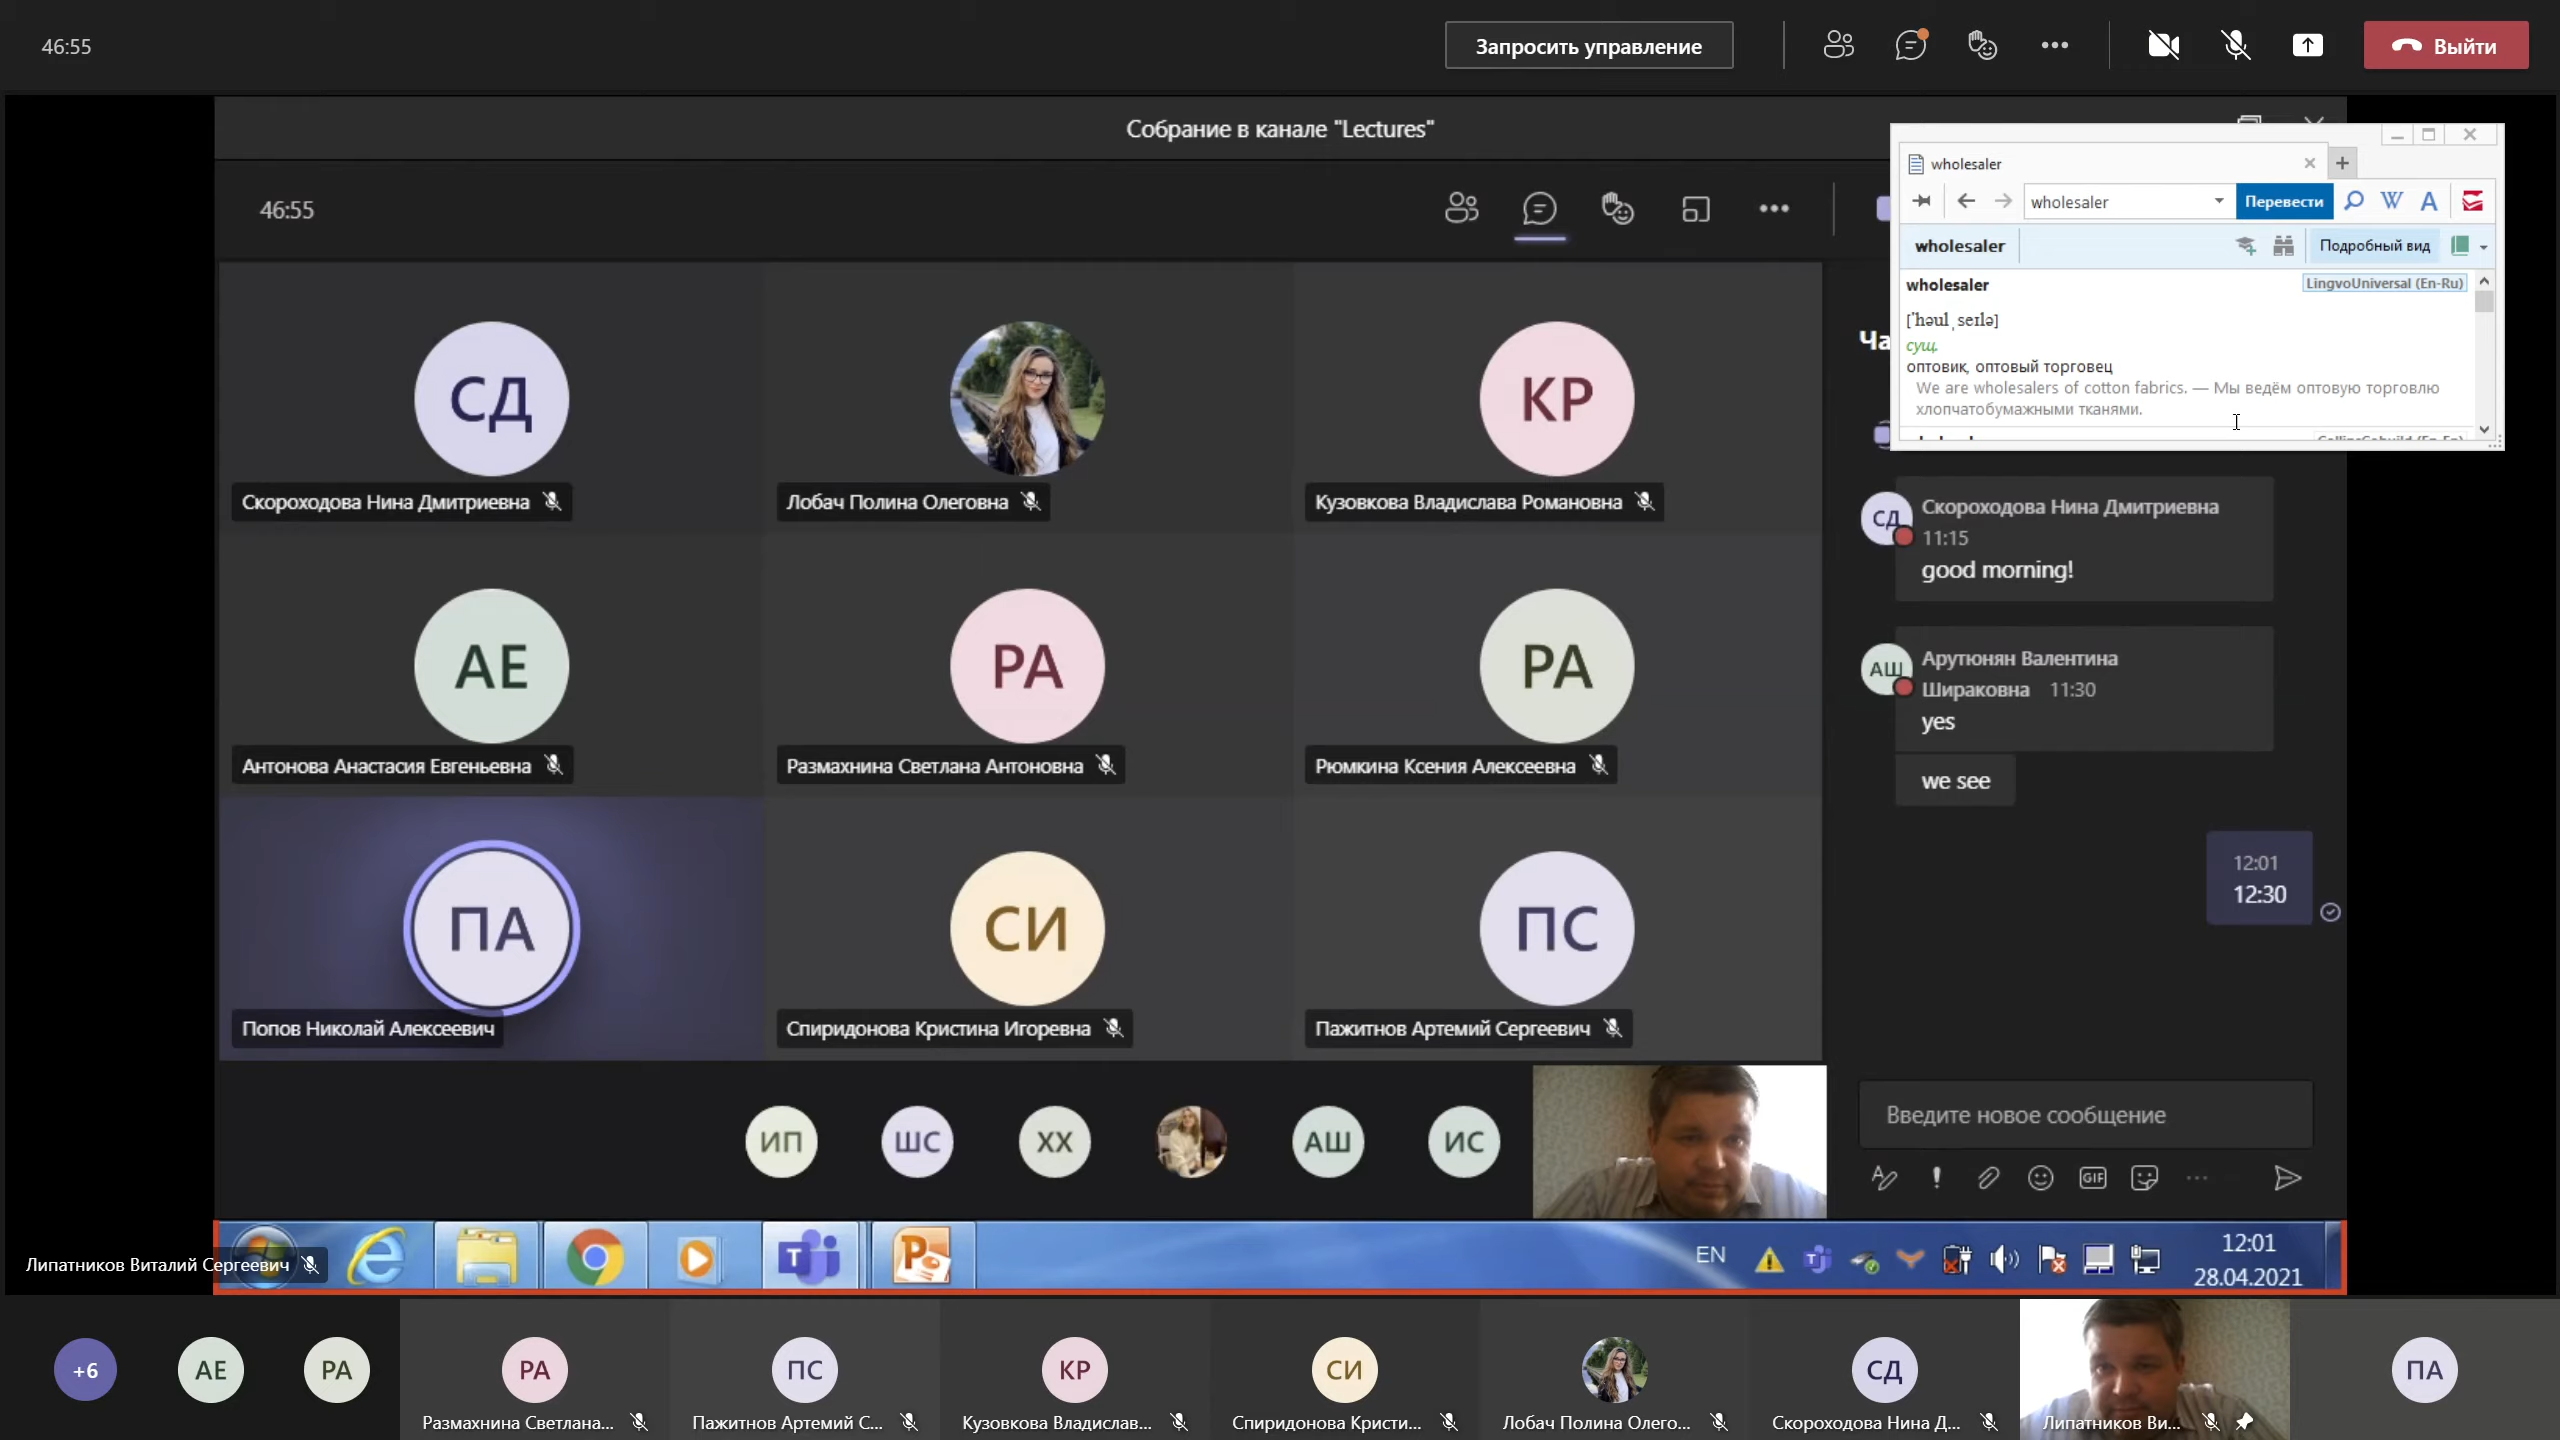 46:55
Запросить управление
Выйти
Собрание в канале "Lectures"
46:55
wholesaler
wholesaler
Перевести
W
A
wholesaler
Подробный вид
wholesaler
LingvoUniversal (En-Ru)
[ˈhəulˌseɪlə]
сущ.
оптовик, оптовый торговец
We are wholesalers of cotton fabrics. — Мы ведём оптовую торговлю
хлопчатобумажными тканями.
СД
Скороходова Нина Дмитриевна
Лобач Полина Олеговна
КР
Кузовкова Владислава Романовна
АЕ
Антонова Анастасия Евгеньевна
РА
Размахнина Светлана Антоновна
РА
Рюмкина Ксения Алексеевна
ПА
Попов Николай Алексеевич
СИ
Спиридонова Кристина Игоревна
ПС
Пажитнов Артемий Сергеевич
ИП
ШС
ХХ
АШ
ИС
СД
Скороходова Нина Дмитриевна
11:15
good morning!
АШ
Арутюнян Валентина
Шираковна 11:30
yes
we see
12:01
12:30
Введите новое сообщение
GIF
Липатников Виталий Сергеевич
EN
12:01
28.04.2021
+6
АЕ
РА
РА
Размахнина Светлана...
ПС
Пажитнов Артемий С...
КР
Кузовкова Владислав...
СИ
Спиридонова Кристи...
Лобач Полина Олего...
СД
Скороходова Нина Д...
Липатников Ви...
ПА